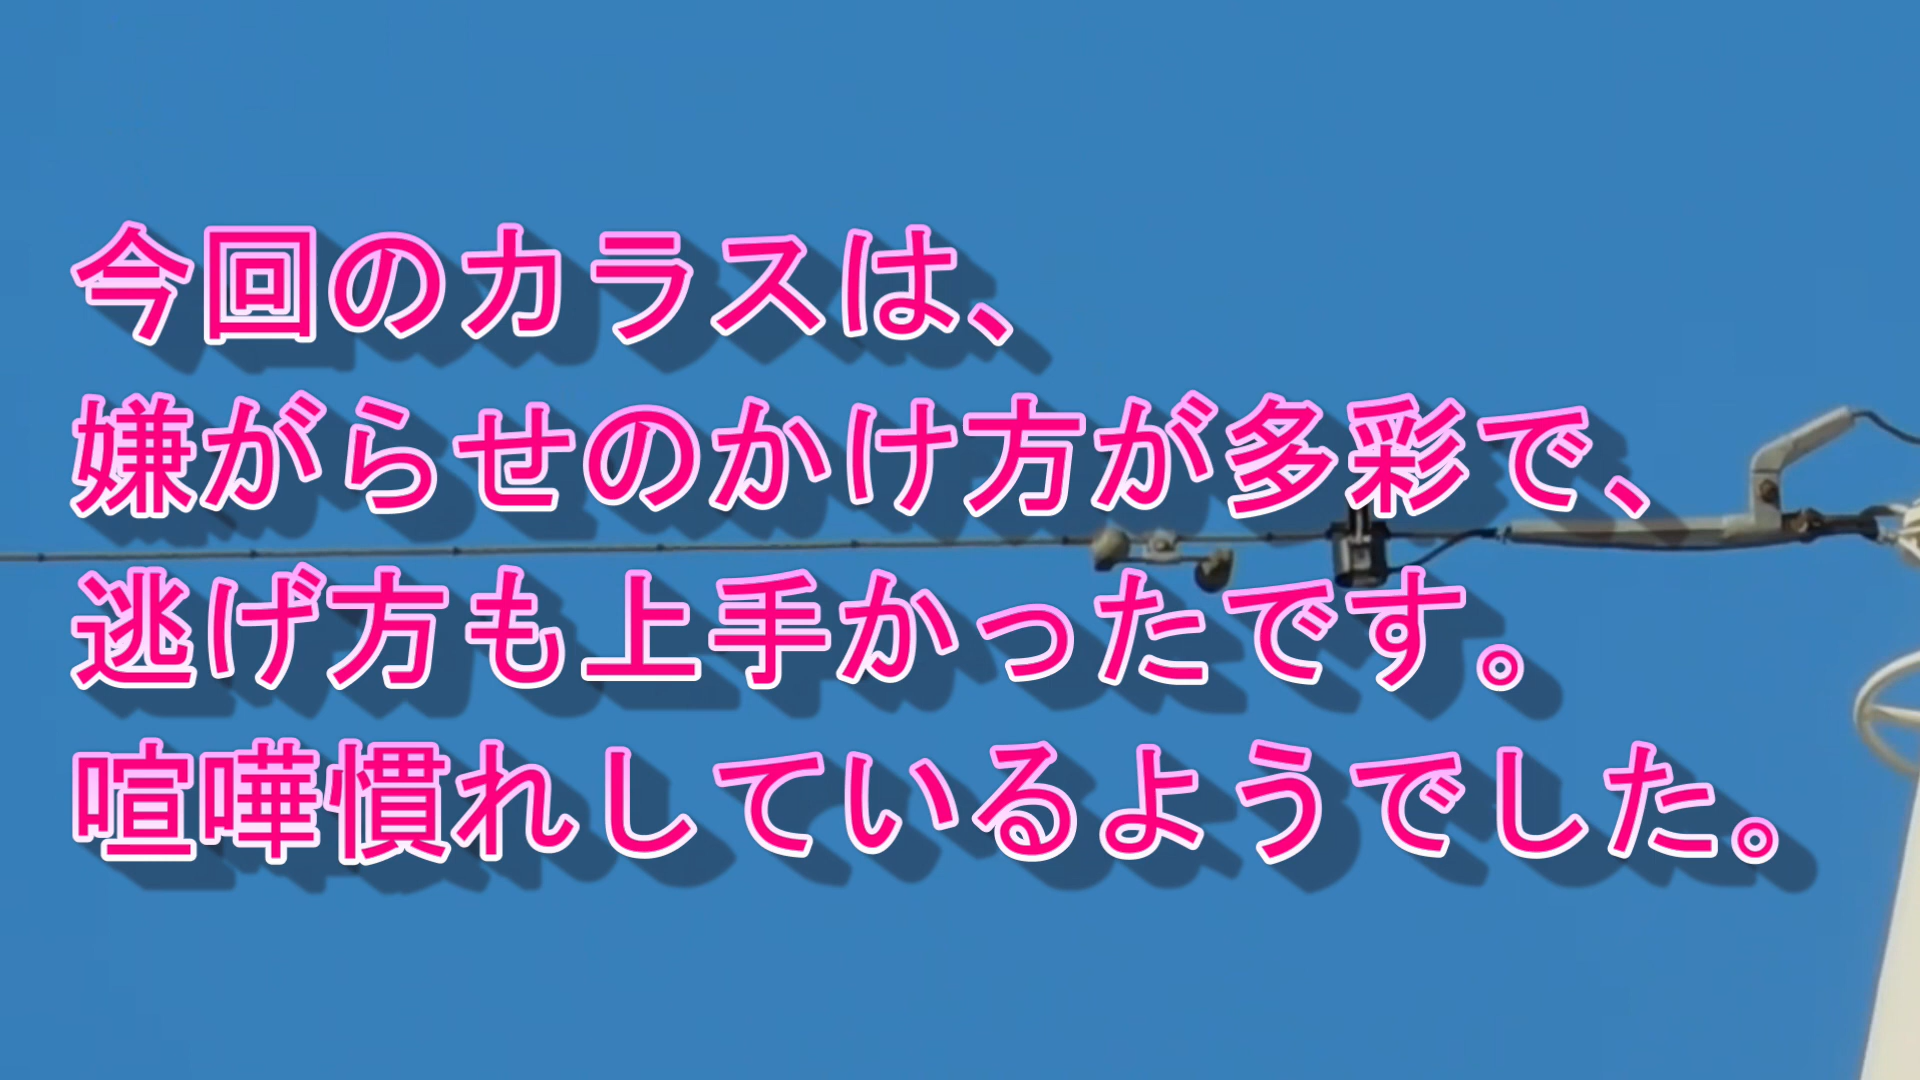 今回のカラスは、
嫌がらせのかけ方が多彩で、
逃げ方も上手かったです。
喧嘩慣れしているようでした。